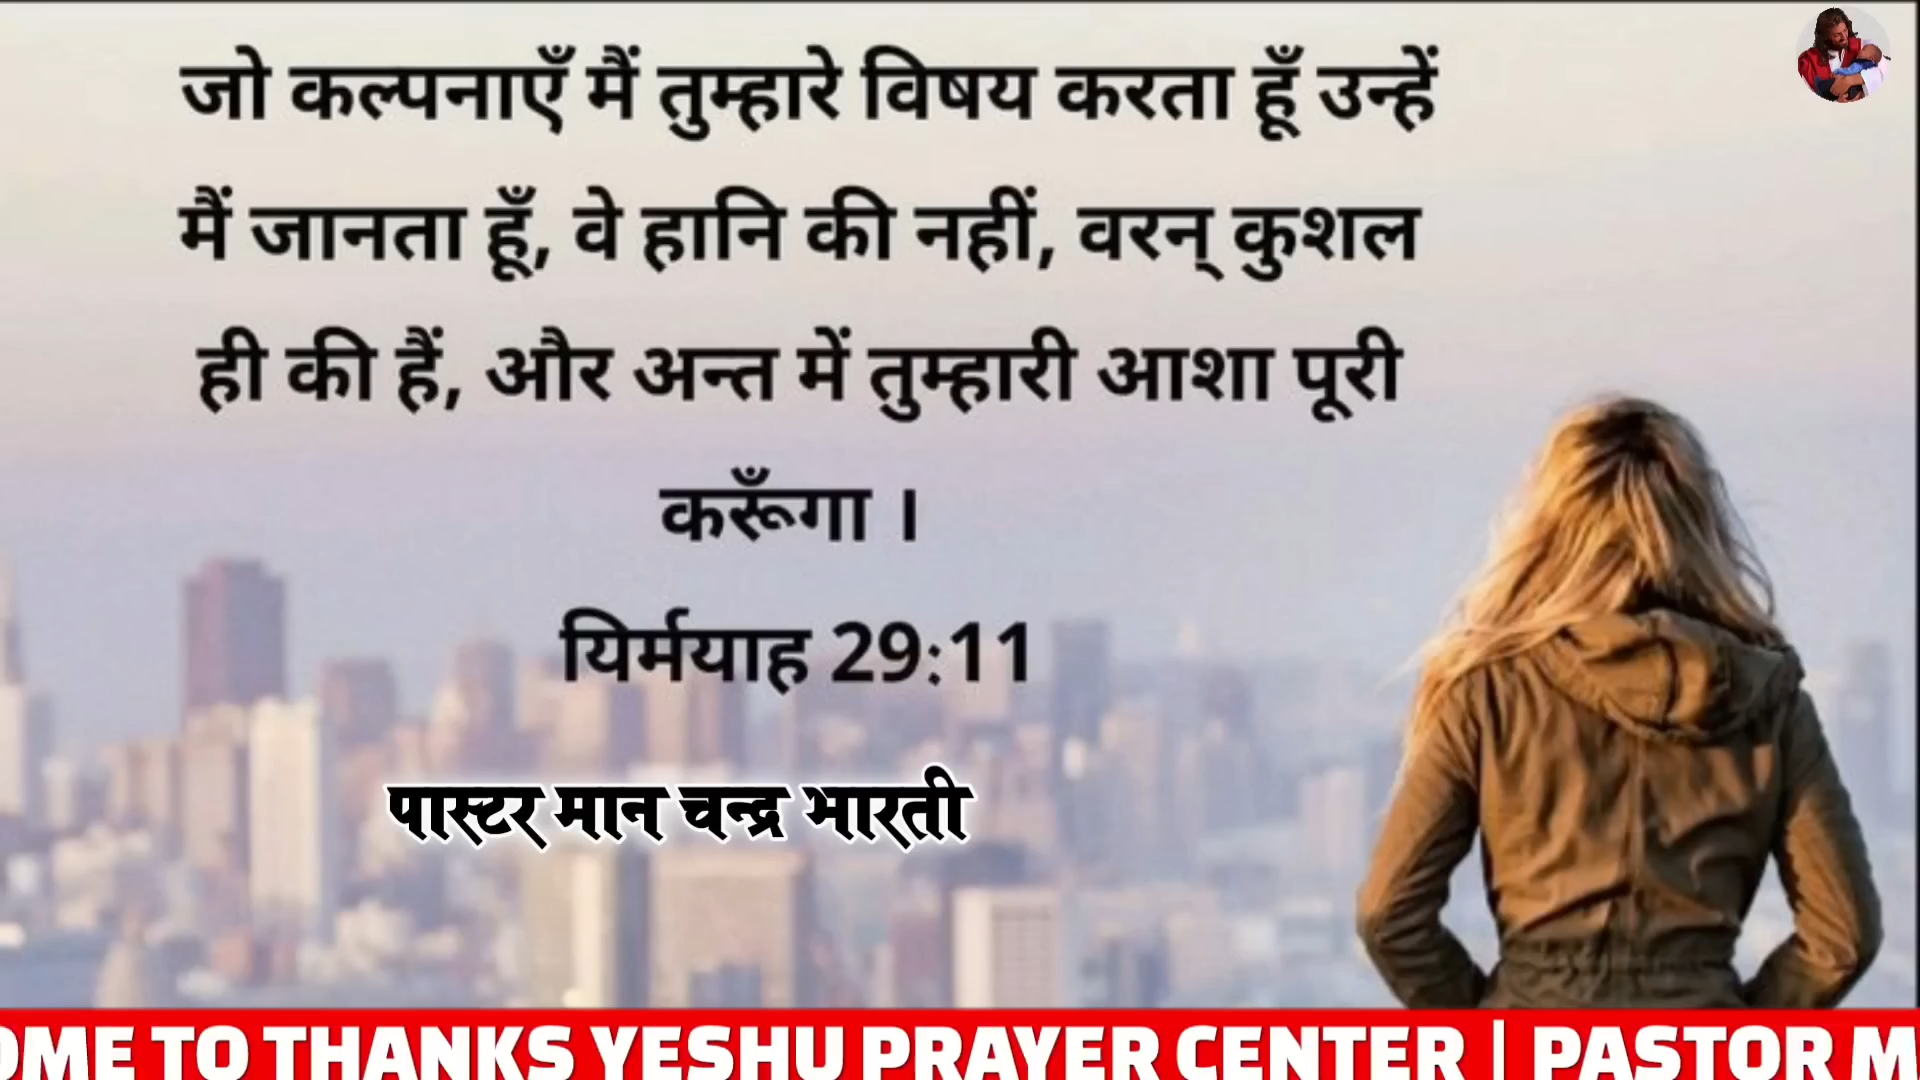 जो कल्पनाएँ मैं तुम्हारे विषय करता हूँ उन्हें
मैं जानता हूँ, वे हानि की नहीं, वरन् कुशल
ही की हैं, और अन्त में तुम्हारी आशा पूरी
करूँगा ।
यिर्मयाह 29:11
पास्टर मान चन्द्र भारती
OME TO THANKS YESHU PRAYER CENTER | PASTOR M